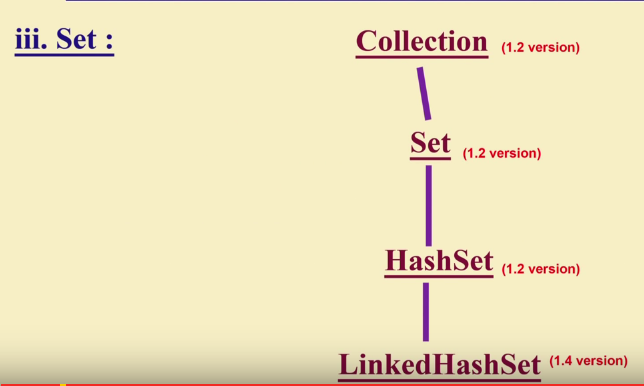 iii. Set :
Collection (1.2 version)
Set (1.2 version)
HashSet (1.2 version)
LinkedHashSet (1.4 version)